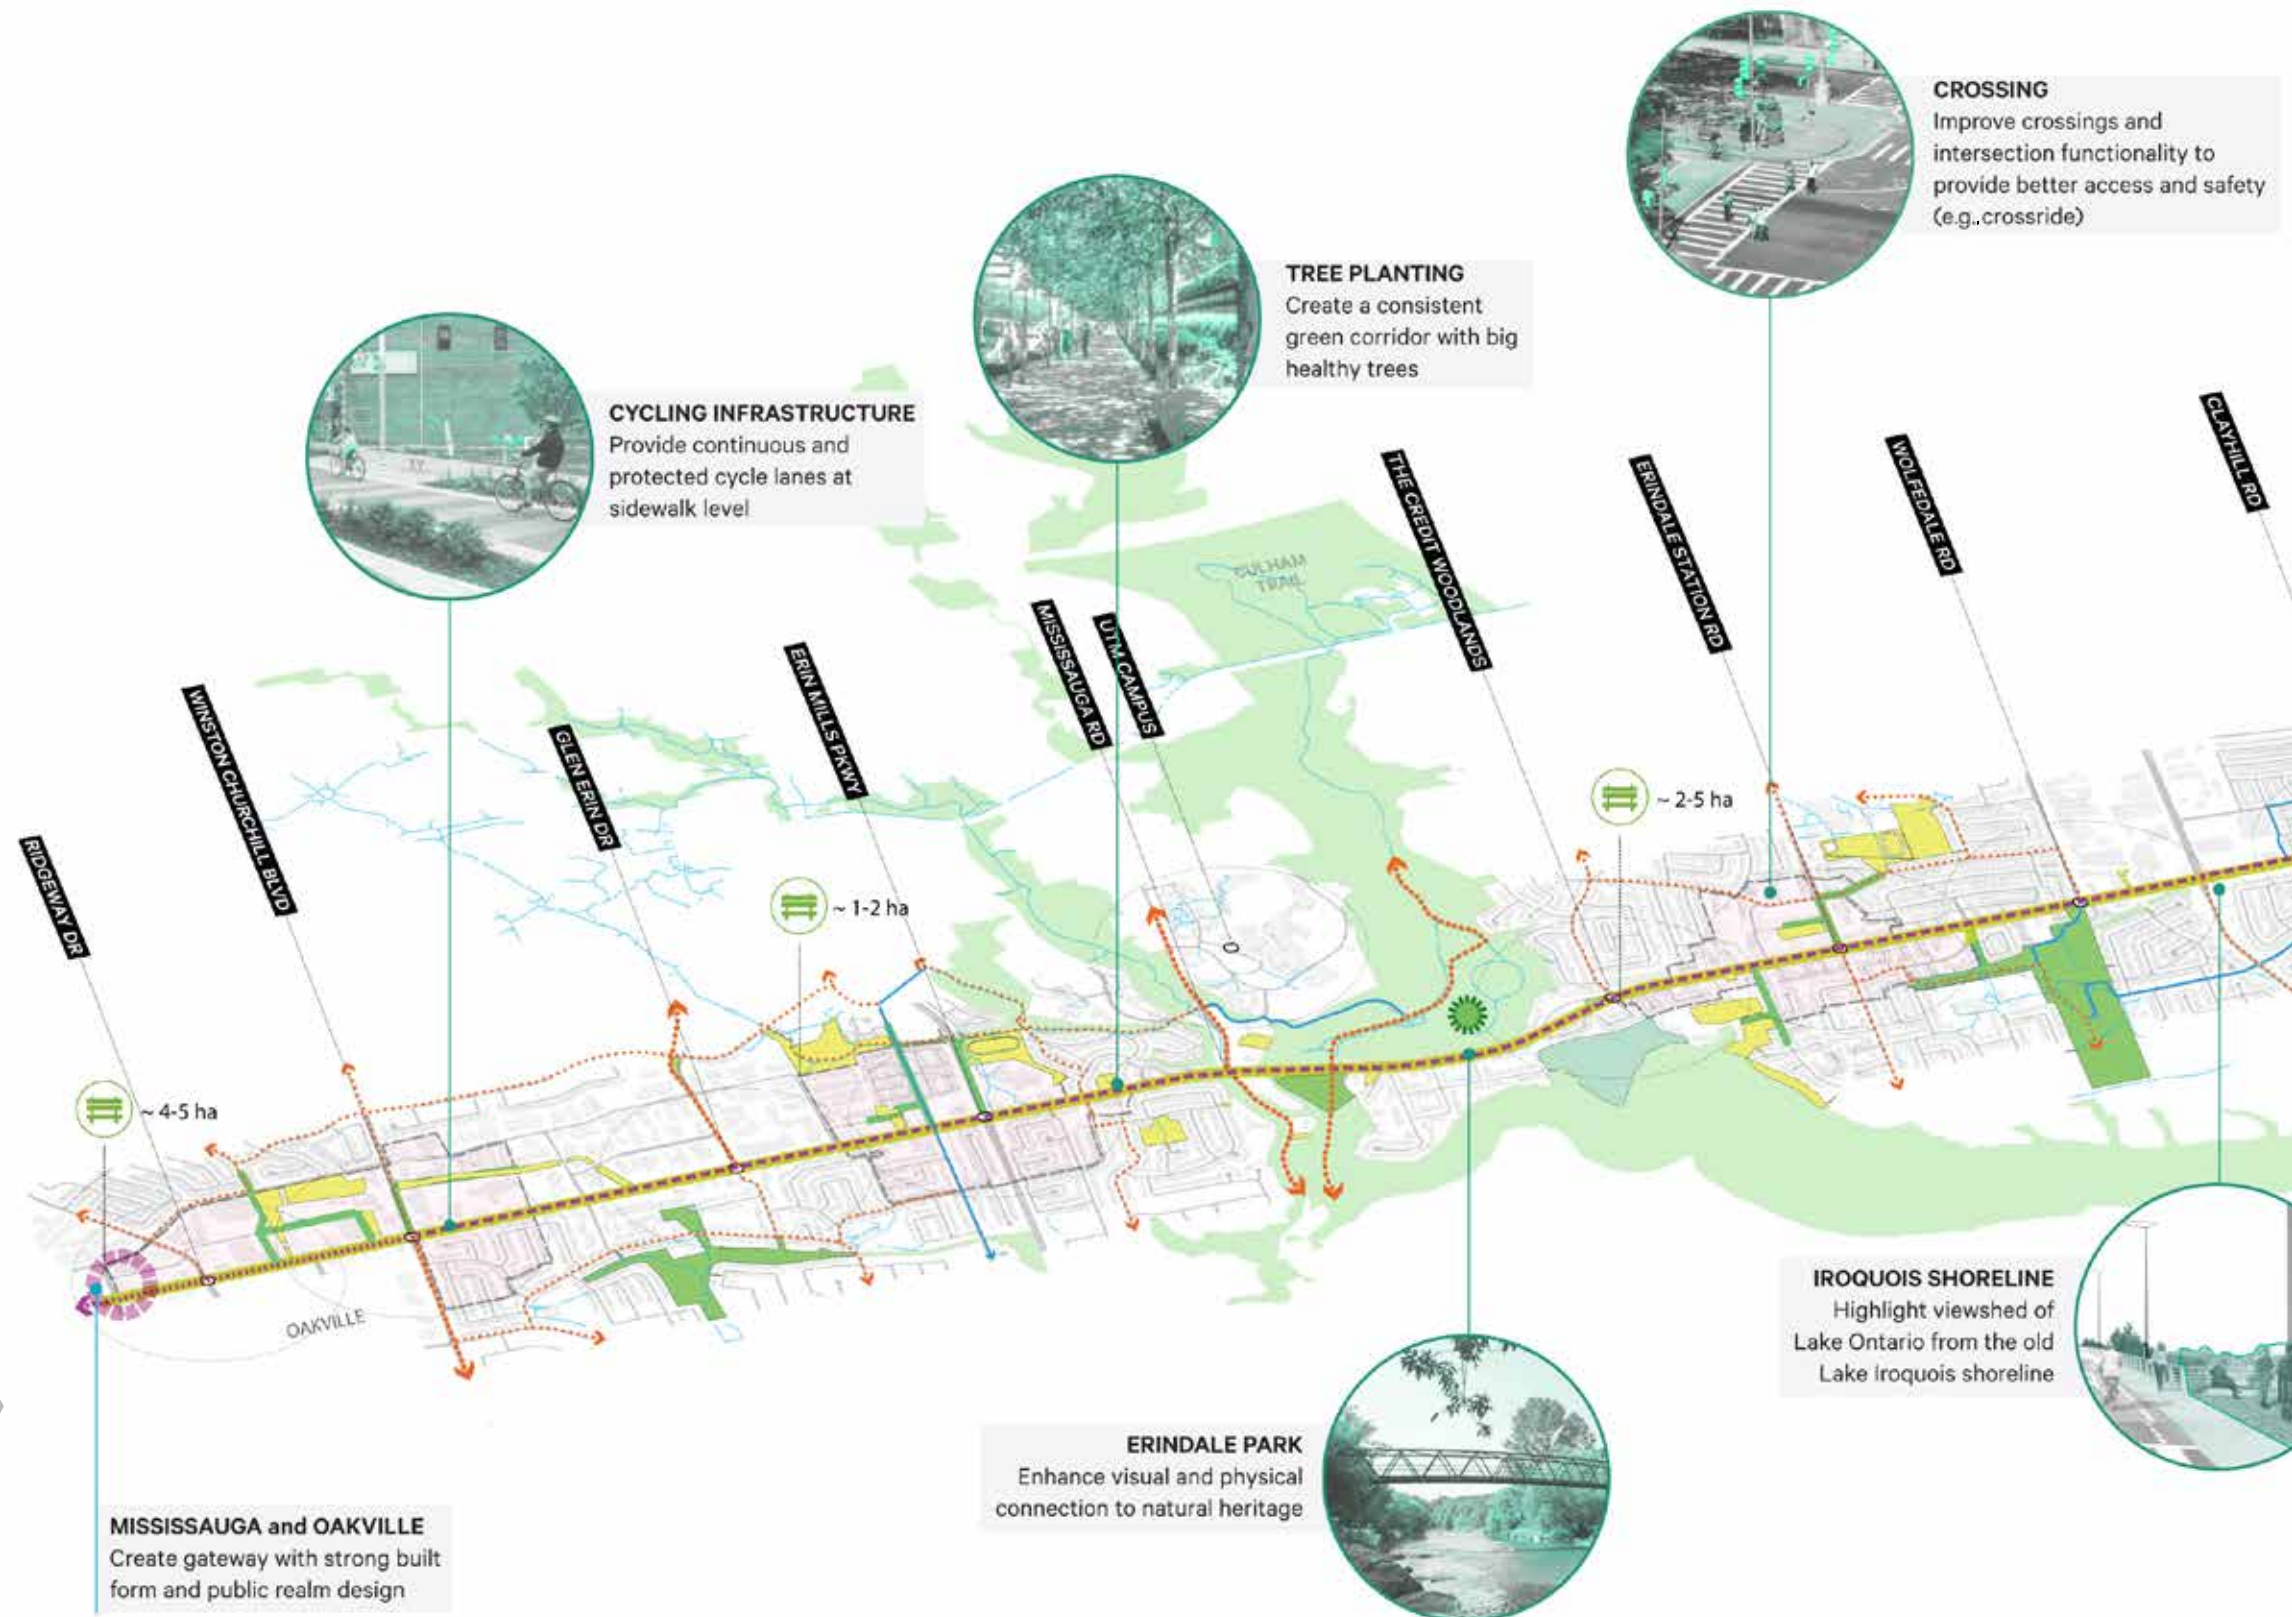 CROSSING
Improve crossings and
intersection functionality to
provide better access and safety
(e.g. crossride)
TREE PLANTING
Create a consistent
green corridor with big
healthy trees
CYCLING INFRASTRUCTURE
Provide continuous and
protected cycle lanes at
sidewalk level
RIDGEWAY DR
WINSTON CHURCHILL BLVD
GLEN ERIN DR
ERIN MILLS PKWY
MISSISSAUGA RD
UTM CAMPUS
THE CREDIT WOODLANDS
ERINDALE STATION RD
WOLFEDALE RD
CLAYHILL RD
CULHAM
TRAIL
~ 2-5 ha
~ 1-2 ha
~ 4-5 ha
OAKVILLE
IROQUOIS SHORELINE
Highlight viewshed of
Lake Ontario from the old
Lake Iroquois shoreline
ERINDALE PARK
Enhance visual and physical
connection to natural heritage
MISSISSAUGA and OAKVILLE
Create gateway with strong built
form and public realm design